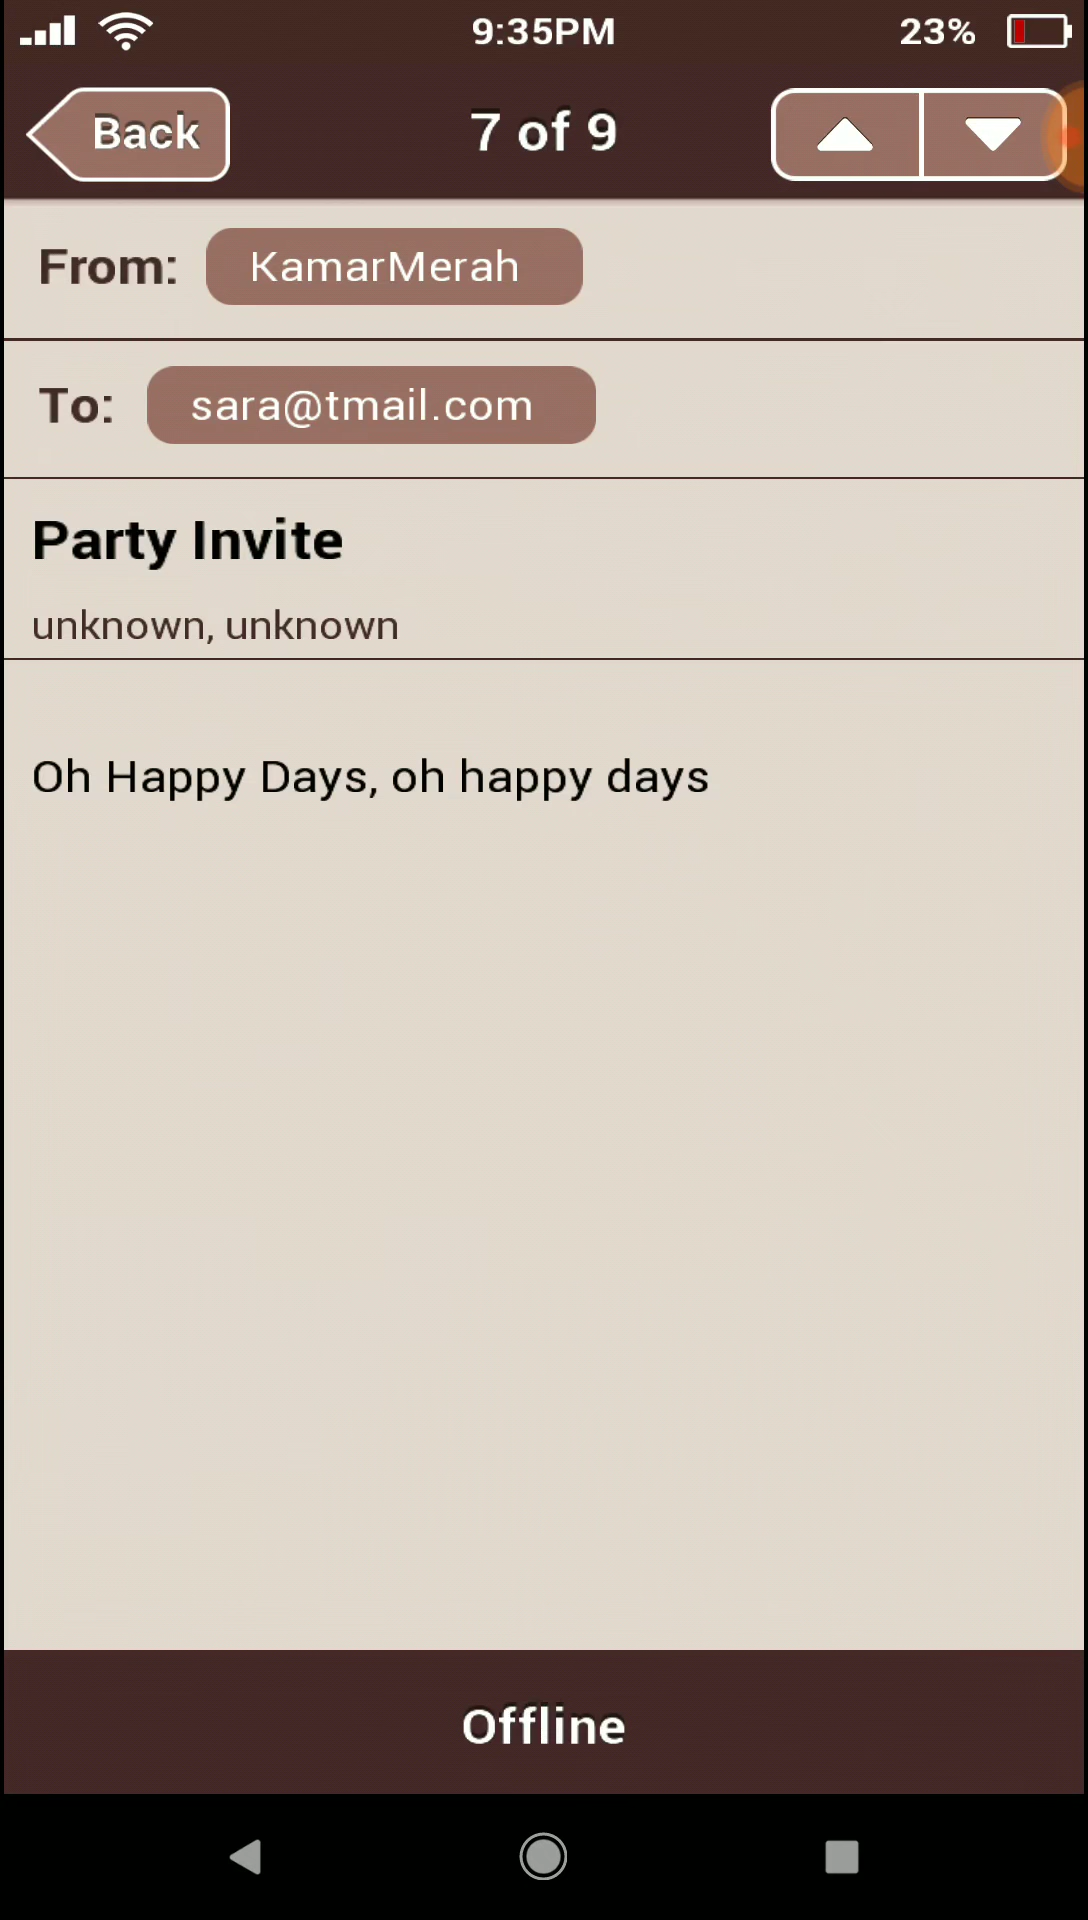 9:35PM 23%
Back 7 of 9
From: KamarMerah
To: sara@tmail.com
Party Invite
unknown, unknown
Oh Happy Days, oh happy days
Offline